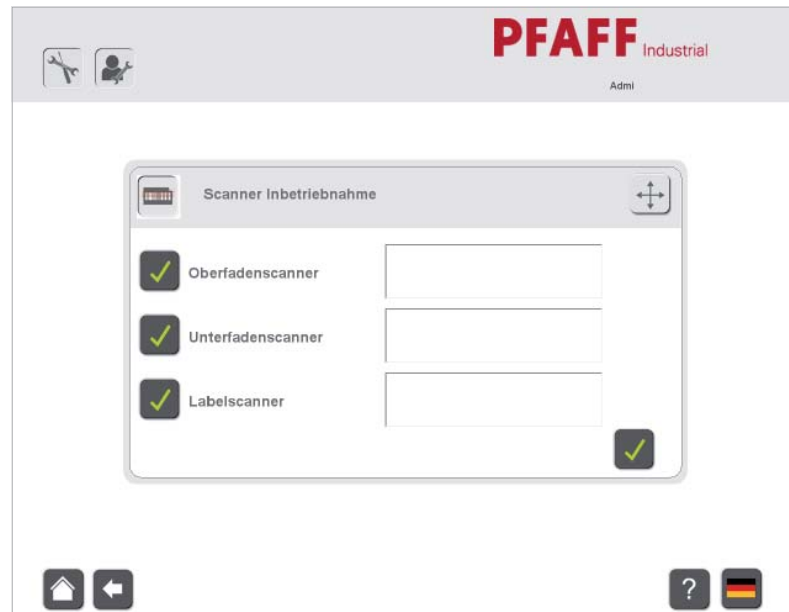 PFAFF Industrial
Admi
Scanner Inbetriebnahme
Oberfadenscanner
Unterfadenscanner
Labelscanner
?